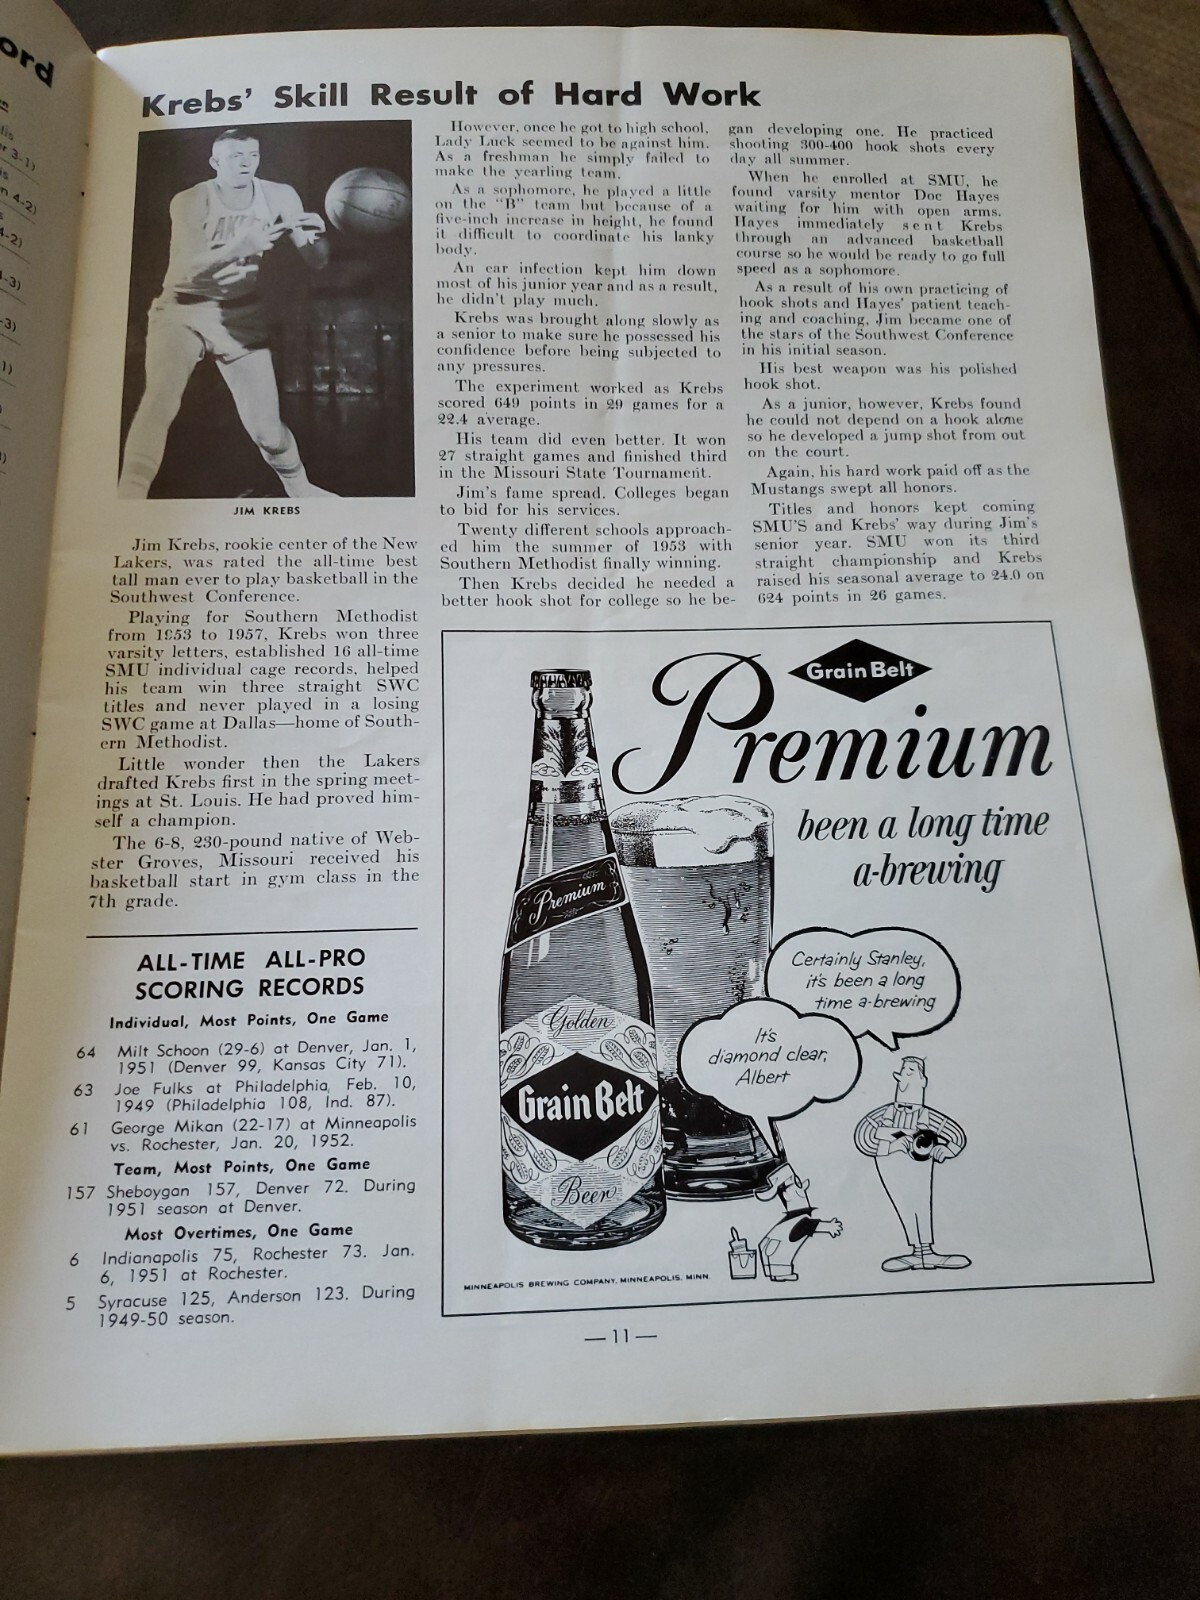 ord
Krebs' Skill Result of Hard Work
JIM KREBS
Jim Krebs, rookie center of the New
Lakers, was rated the all-time best
tall man ever to play basketball in the
Southwest Conference.
Playing for Southern Methodist
from 1953 to 1957, Krebs won three
varsity letters, established 16 all-time
SMU individual cage records, helped
his team win three straight SWC
titles and never played in a losing
SWC game at Dallas—home of South-
ern Methodist.
Little wonder then the Lakers
drafted Krebs first in the spring meet-
ings at St. Louis. He had proved him-
self a champion.
The 6-8, 230-pound native of Web-
ster Groves, Missouri received his
basketball start in gym class in the
7th grade.
However, once he got to high school,
Lady Luck seemed to be against him.
As a freshman he simply failed to
make the yearling team.
As a sophomore, he played a little
on the "B" team but because of a
five-inch increase in height, he found
it difficult to coordinate his lanky
body.
An ear infection kept him down
most of his junior year and as a result,
he didn't play much.
Krebs was brought along slowly as
a senior to make sure he possessed his
confidence before being subjected to
any pressures.
The experiment worked as Krebs
scored 649 points in 29 games for a
22.4 average.
His team did even better. It won
27 straight games and finished third
in the Missouri State Tournament.
Jim's fame spread. Colleges began
to bid for his services.
Twenty different schools approach-
ed him the summer of 1953 with
Southern Methodist finally winning.
Then Krebs decided he needed a
better hook shot for college so he be-
gan developing one. He practiced
shooting 300-400 hook shots every
day all summer.
When he enrolled at SMU, he
found varsity mentor Doc Hayes
waiting for him with open arms.
Hayes immediately sent Krebs
through an advanced basketball
course so he would be ready to go full
speed as a sophomore.
As a result of his own practicing of
hook shots and Hayes' patient teach-
ing and coaching, Jim became one of
the stars of the Southwest Conference
in his initial season.
His best weapon was his polished
hook shot.
As a junior, however, Krebs found
he could not depend on a hook alone
so he developed a jump shot from out
on the court.
Again, his hard work paid off as the
Mustangs swept all honors.
Titles and honors kept coming
SMU'S and Krebs' way during Jim's
senior year. SMU won its third
straight championship and Krebs
raised his seasonal average to 24.0 on
624 points in 26 games.
ALL-TIME ALL-PRO
SCORING RECORDS
Individual, Most Points, One Game
64 Milt Schoon (29-6) at Denver, Jan. 1,
1951 (Denver 99, Kansas City 71).
63 Joe Fulks at Philadelphia, Feb. 10,
1949 (Philadelphia 108, Ind. 87).
61 George Mikan (22-17) at Minneapolis
vs. Rochester, Jan. 20, 1952.
Team, Most Points, One Game
157 Sheboygan 157, Denver 72. During
1951 season at Denver.
Most Overtimes, One Game
6 Indianapolis 75, Rochester 73. Jan.
6, 1951 at Rochester.
5 Syracuse 125, Anderson 123. During
1949-50 season.
Grain Belt
Premium
been a long time
a-brewing
Premium
Golden
Grain Belt
Beer
Certainly Stanley,
it's been a long
time a-brewing
It's
diamond clear,
Albert
MINNEAPOLIS BREWING COMPANY, MINNEAPOLIS, MINN.
—11—